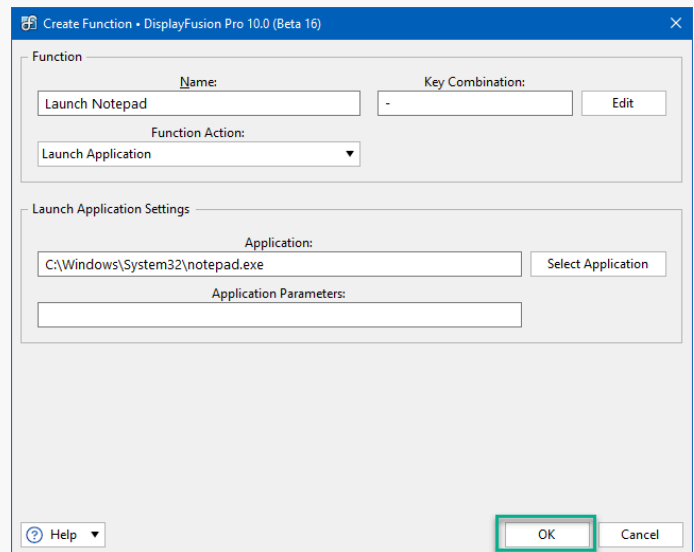 Create Function • DisplayFusion Pro 10.0 (Beta 16)
Function
Name: Key Combination:
Launch Notepad - Edit
Function Action:
Launch Application
Launch Application Settings
Application:
C:\Windows\System32\notepad.exe Select Application
Application Parameters:
Help OK Cancel